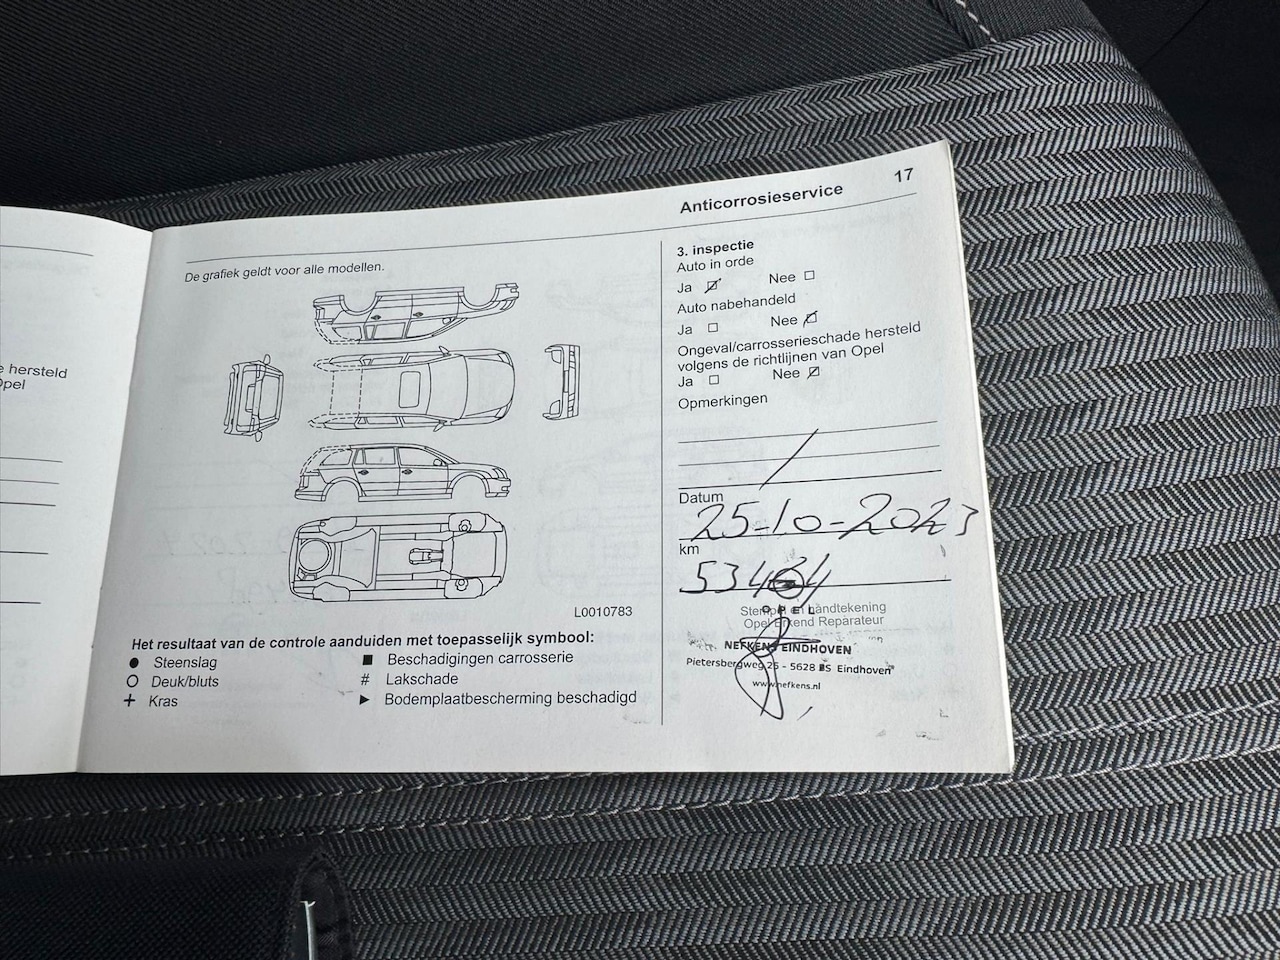 e hersteld
Opel
Anticorrosieservice 17
De grafiek geldt voor alle modellen.
L0010783
Het resultaat van de controle aanduiden met toepasselijk symbool:
● Steenslag
○ Deuk/bluts
+ Kras
■ Beschadigingen carrosserie
# Lakschade
► Bodemplaatbescherming beschadigd
3. inspectie
Auto in orde
Ja Nee
Auto nabehandeld
Ja Nee
Ongeval/carrosserieschade hersteld
volgens de richtlijnen van Opel
Ja Nee
Opmerkingen
Datum
25-10-2023
km
OPEL
Stempel en handtekening
Opel Erkend Reparateur
NEFKENS EINDHOVEN
Pietersbergweg 25 - 5628 BS Eindhoven
www.nefkens.nl